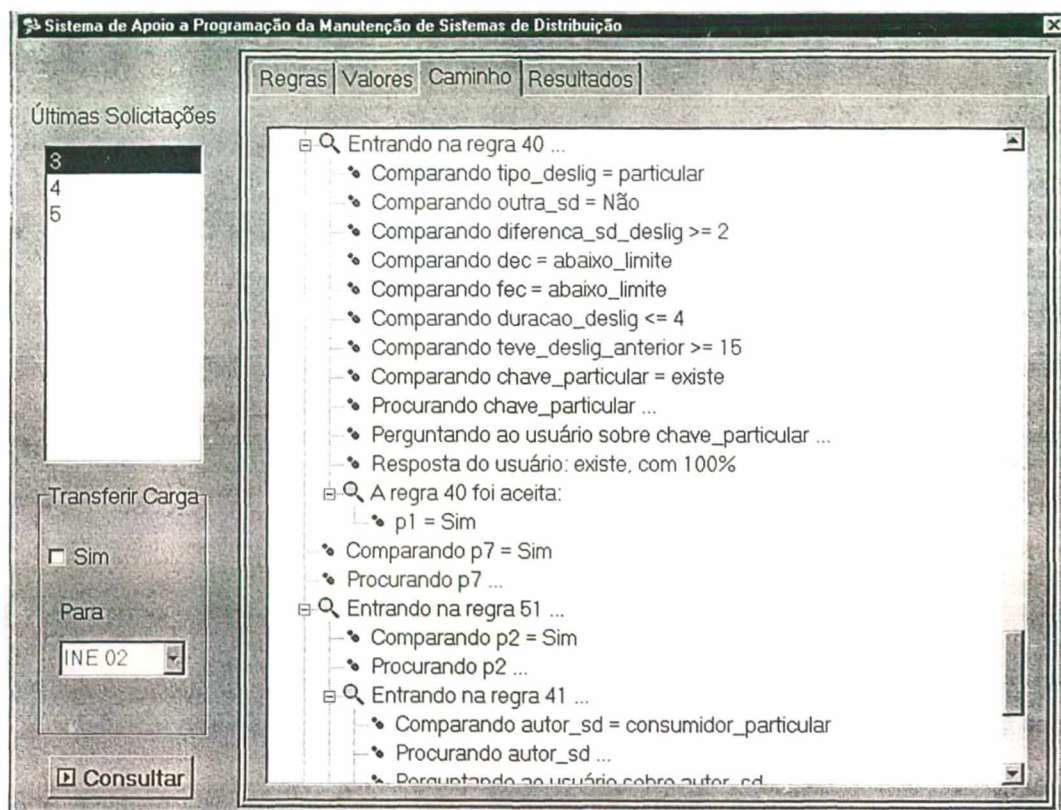 Sistema de Apoio a Programação da Manutenção de Sistemas de Distribuição
Regras Valores Caminho Resultados
Últimas Solicitações
3
4
5
Transferir Carga
Sim
Para
INE 02
Consultar
Entrando na regra 40 ...
Comparando tipo_deslig = particular
Comparando outra_sd = Não
Comparando diferenca_sd_deslig >= 2
Comparando dec = abaixo_limite
Comparando fec = abaixo_limite
Comparando duracao_deslig <= 4
Comparando teve_deslig_anterior >= 15
Comparando chave_particular = existe
Procurando chave_particular ...
Perguntando ao usuário sobre chave_particular ...
Resposta do usuário: existe, com 100%
A regra 40 foi aceita:
p1 = Sim
Comparando p7 = Sim
Procurando p7 ...
Entrando na regra 51 ...
Comparando p2 = Sim
Procurando p2 ...
Entrando na regra 41 ...
Comparando autor_sd = consumidor_particular
Procurando autor_sd ...
Perguntando ao usuário sobre autor_sd